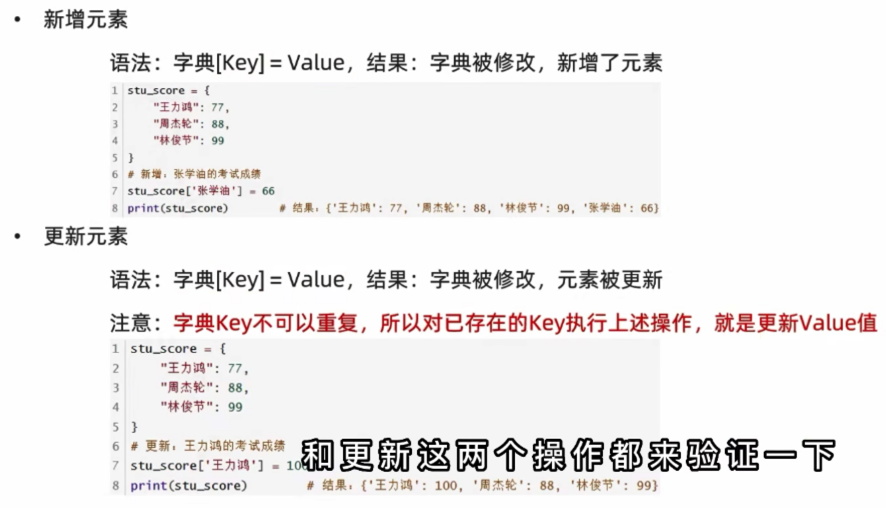 • 新增元素
语法：字典[Key] = Value，结果：字典被修改，新增了元素
1 stu_score = {
2 "王力鸿": 77,
3 "周杰轮": 88,
4 "林俊节": 99
5 }
6 # 新增：张学油的考试成绩
7 stu_score['张学油'] = 66
8 print(stu_score) # 结果：{'王力鸿': 77, '周杰轮': 88, '林俊节': 99, '张学油': 66}
• 更新元素
语法：字典[Key] = Value，结果：字典被修改，元素被更新
注意：字典Key不可以重复，所以对已存在的Key执行上述操作，就是更新Value值
1 stu_score = {
2 "王力鸿": 77,
3 "周杰轮": 88,
4 "林俊节": 99
5 }
6 # 更新：王力鸿的考试成绩
7 stu_score['王力鸿'] = 100
和更新这两个操作都来验证一下
8 print(stu_score) # 结果：{'王力鸿': 100, '周杰轮': 88, '林俊节': 99}